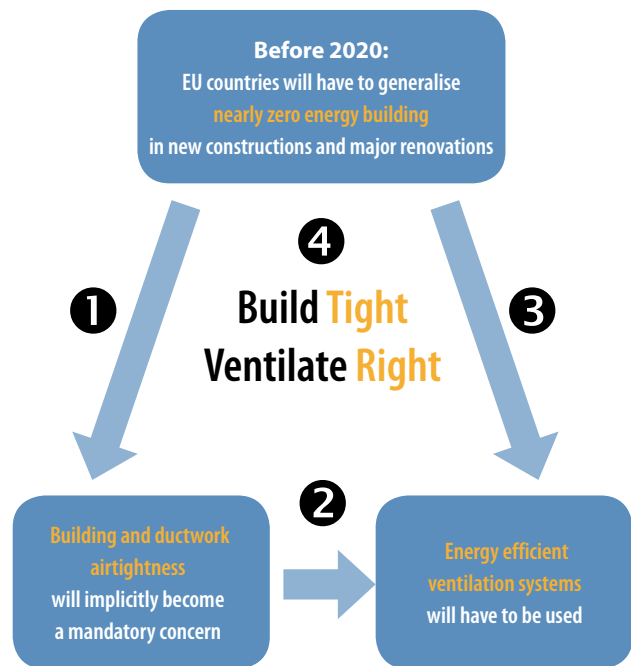 Before 2020:
EU countries will have to generalise
nearly zero energy building
in new constructions and major renovations
4
Build Tight
Ventilate Right
1
3
2
Building and ductwork
airtightness
will implicitly become
a mandatory concern
Energy efficient
ventilation systems
will have to be used